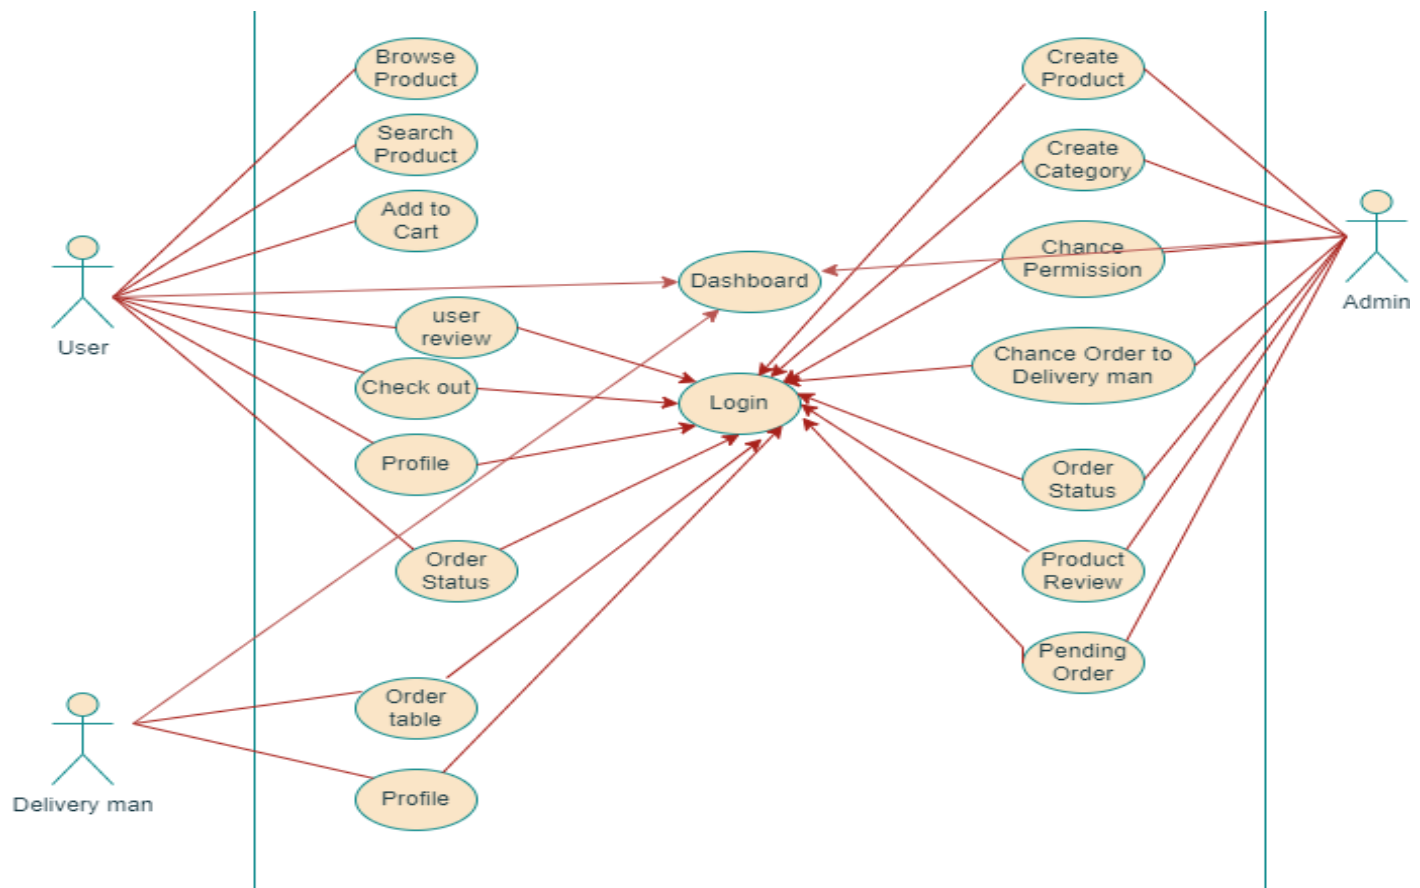 Browse
Product
Search
Product
Add to
Cart
User
user
review
Check out
Profile
Order
Status
Delivery man
Order
table
Profile
Dashboard
Login
Create
Product
Create
Category
Chance
Permission
Chance Order to
Delivery man
Order
Status
Product
Review
Pending
Order
Admin